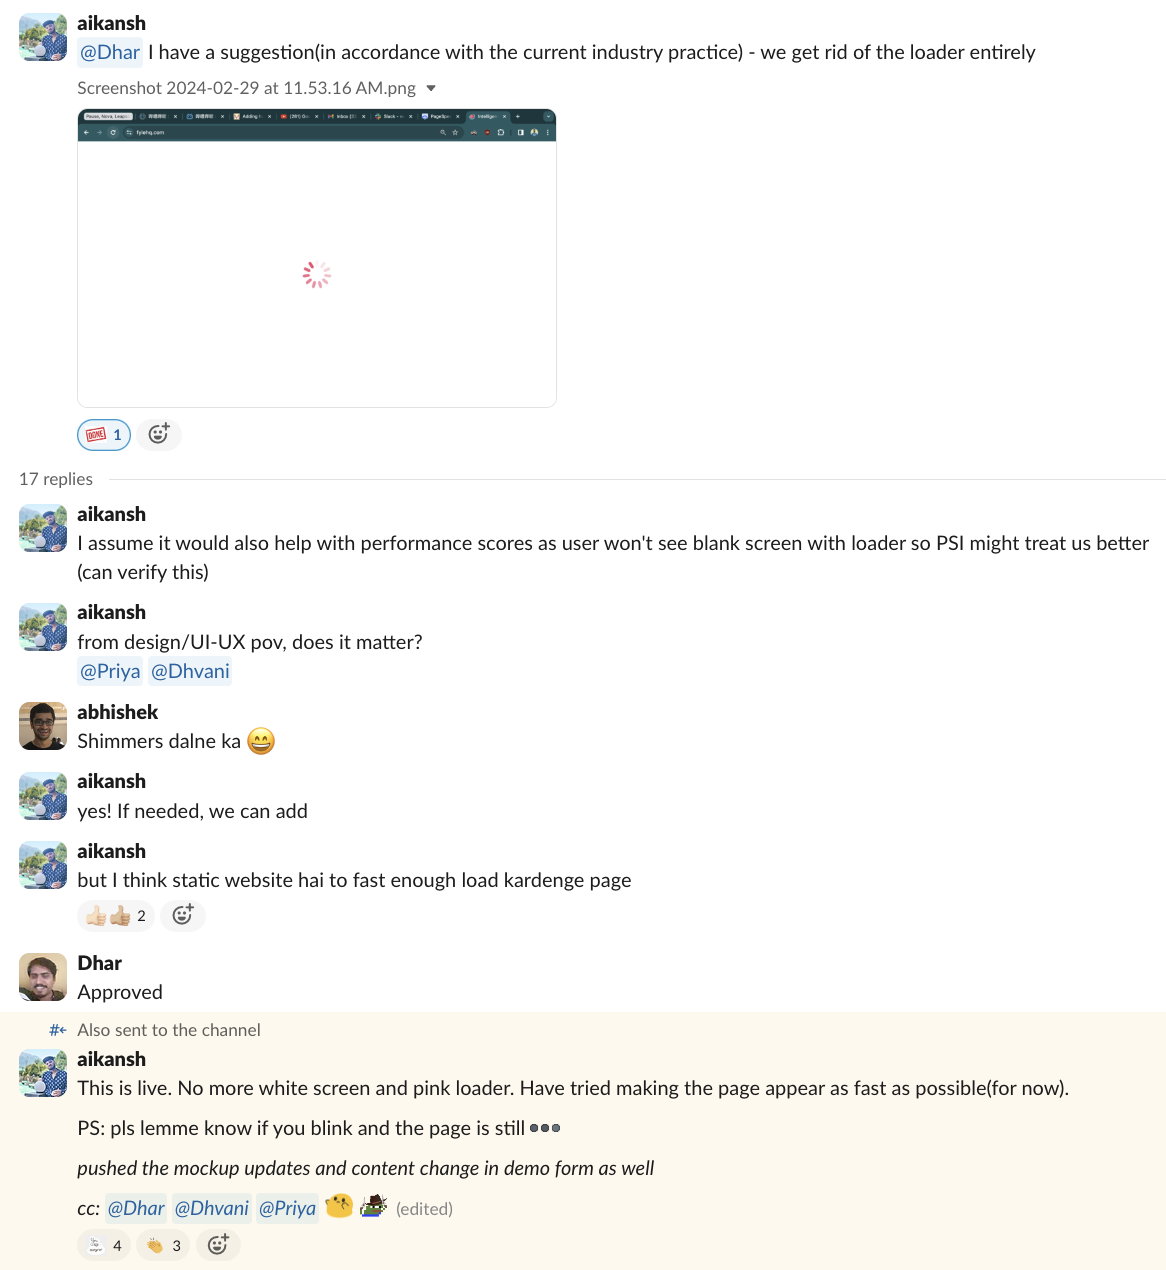 aikansh
@Dhar I have a suggestion(in accordance with the current industry practice) - we get rid of the loader entirely
Screenshot 2024-02-29 at 11.53.16 AM.png
fylehq.com
DONE 1
17 replies
aikansh
I assume it would also help with performance scores as user won't see blank screen with loader so PSI might treat us better
(can verify this)
aikansh
from design/UI-UX pov, does it matter?
@Priya @Dhvani
abhishek
Shimmers dalne ka
aikansh
yes! If needed, we can add
aikansh
but I think static website hai to fast enough load kardenge page
2
Dhar
Approved
Also sent to the channel
aikansh
This is live. No more white screen and pink loader. Have tried making the page appear as fast as possible(for now).
PS: pls lemme know if you blink and the page is still
pushed the mockup updates and content change in demo form as well
cc: @Dhar @Dhvani @Priya (edited)
4 3